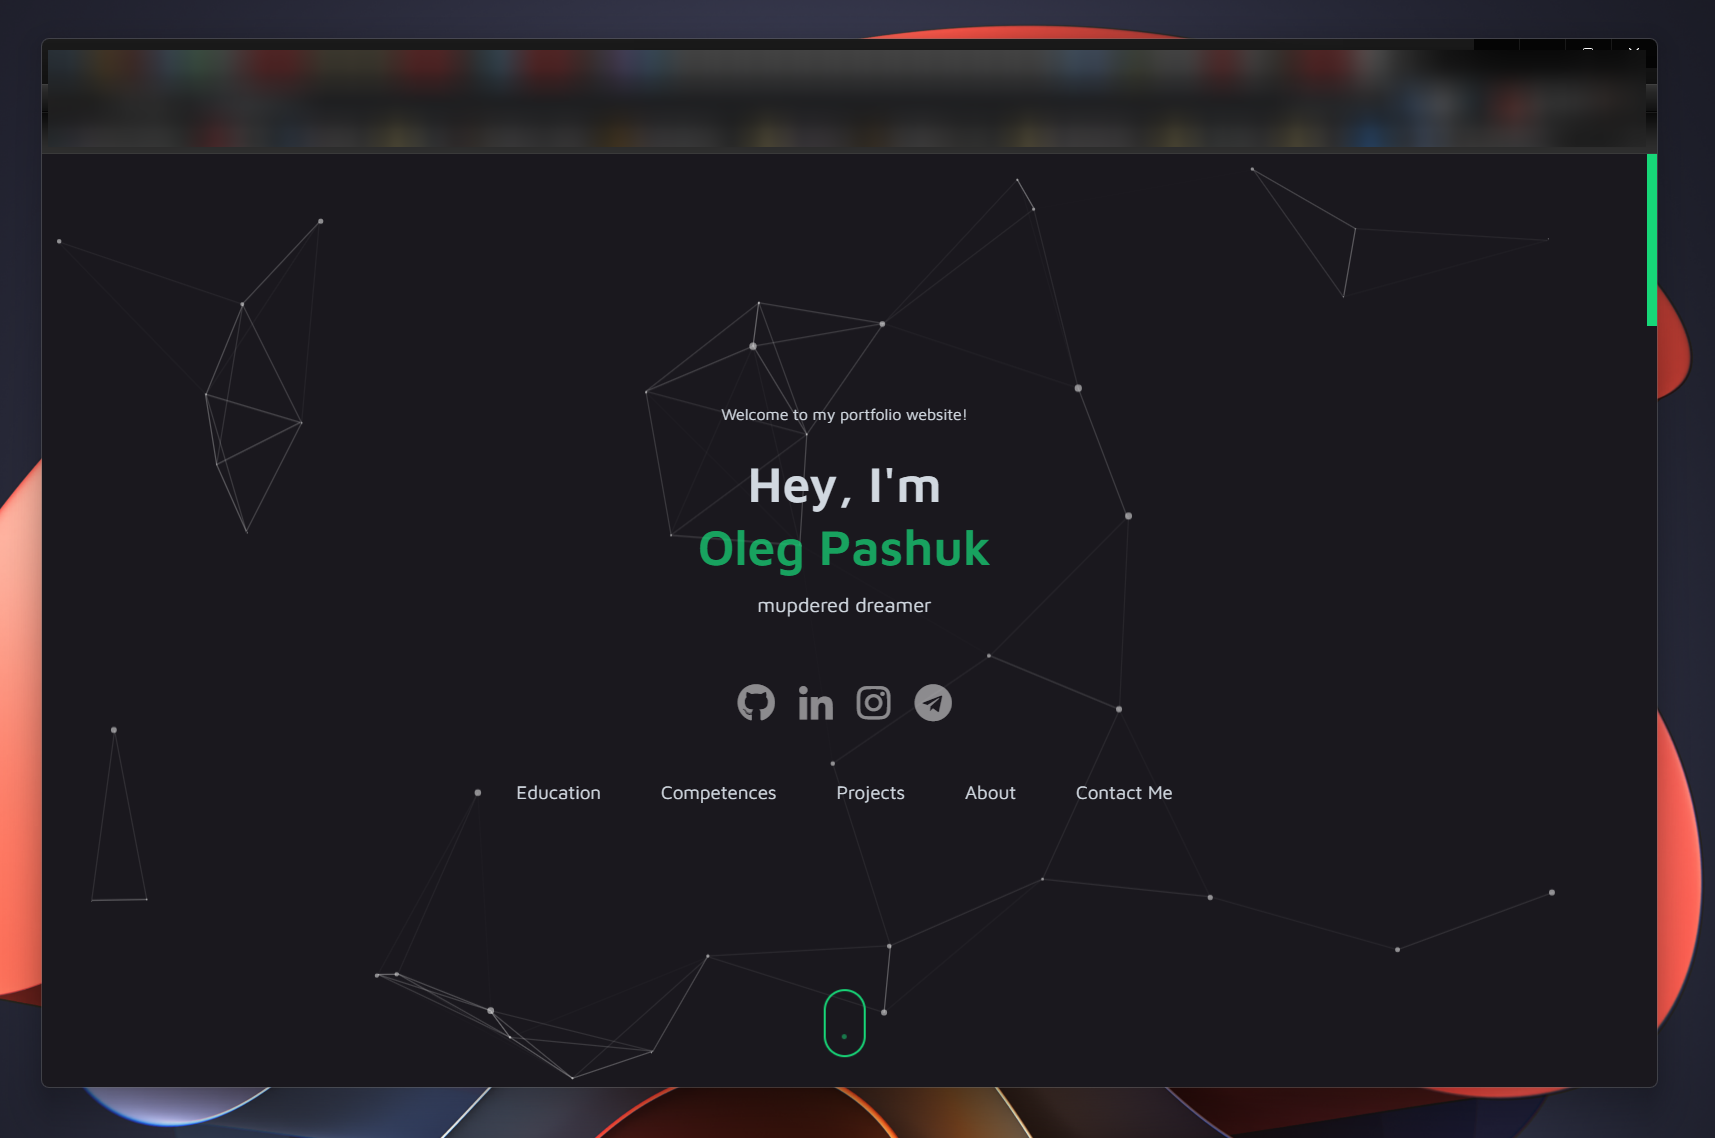 Welcome to my portfolio website!
Hey, I'm
Oleg Pashuk
mupdered dreamer
Education Competences Projects About Contact Me